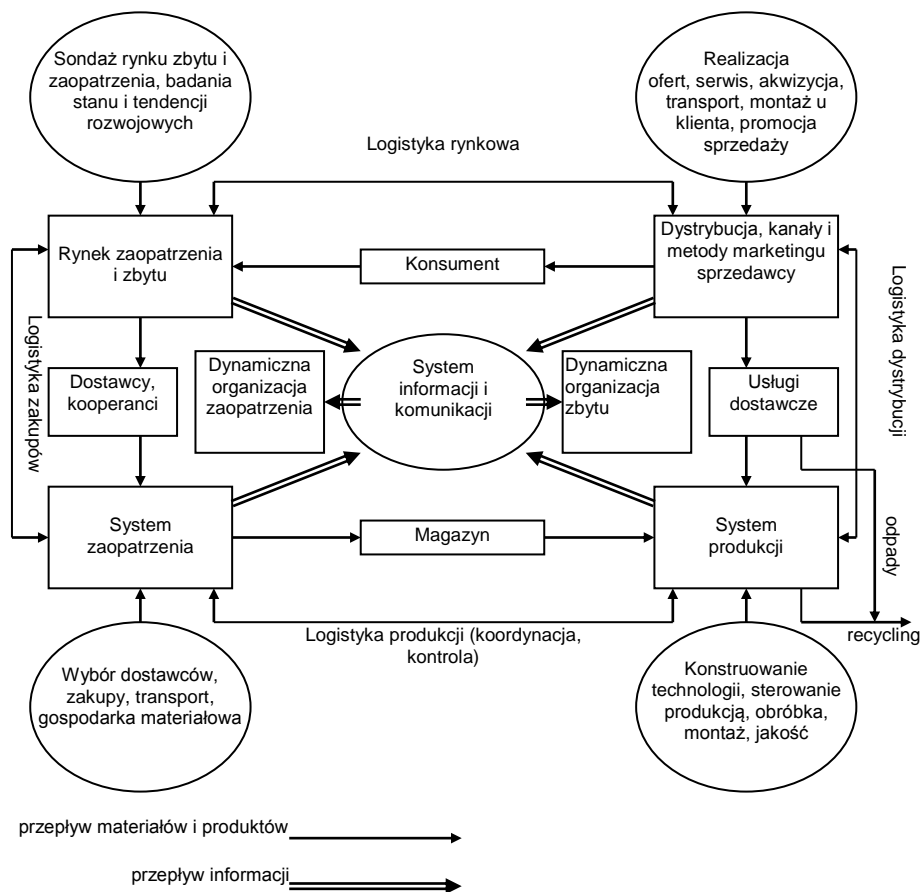 Sondaż rynku zbytu i
zaopatrzenia, badania
stanu i tendencji
rozwojowych
Realizacja
ofert, serwis, akwizycja,
transport, montaż u
klienta, promocja
sprzedaży
Logistyka rynkowa
Rynek zaopatrzenia
i zbytu
Konsument
Dystrybucja, kanały i
metody marketingu
sprzedawcy
Logistyka zakupów
Logistyka dystrybucji
Dostawcy,
kooperanci
Dynamiczna
organizacja
zaopatrzenia
System
informacji i
komunikacji
Dynamiczna
organizacja
zbytu
Usługi
dostawcze
System
zaopatrzenia
Magazyn
System
produkcji
odpady
Logistyka produkcji (koordynacja,
kontrola)
recycling
Wybór dostawców,
zakupy, transport,
gospodarka materiałowa
Konstruowanie
technologii, sterowanie
produkcją, obróbka,
montaż, jakość
przepływ materiałów i produktów
przepływ informacji